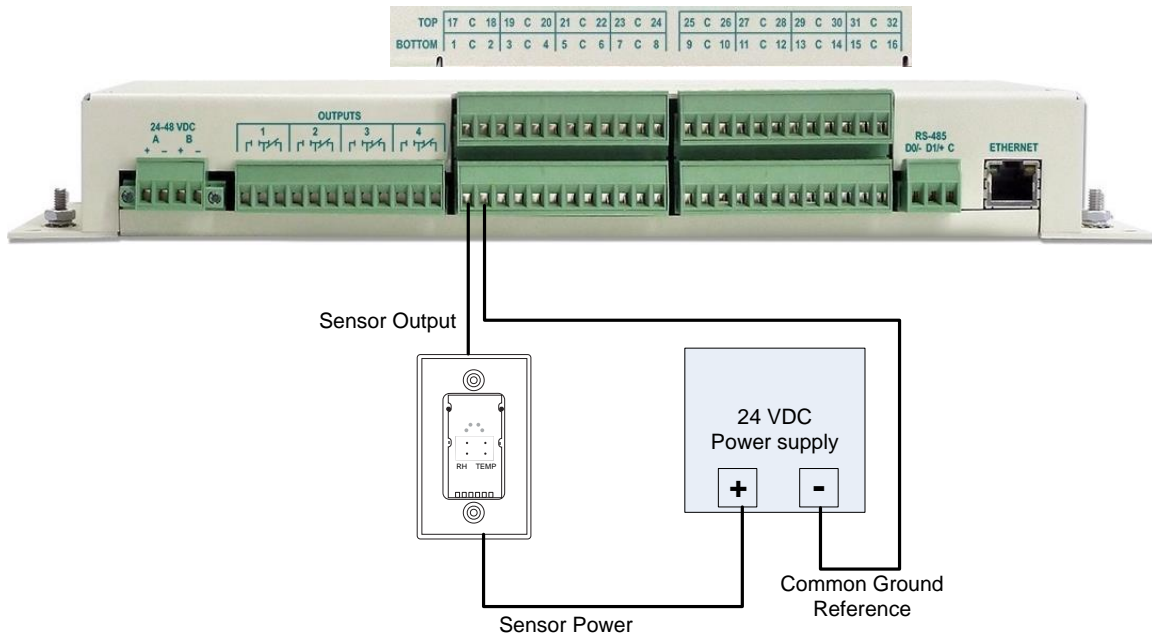 TOP 17 C 18 19 C 20 21 C 22 23 C 24 25 C 26 27 C 28 29 C 30 31 C 32
BOTTOM 1 C 2 3 C 4 5 C 6 7 C 8 9 C 10 11 C 12 13 C 14 15 C 16
24-48 VDC
A B
+ – + –
OUTPUTS
1 2 3 4
RS-485
D0/- D1/+ C
ETHERNET
Sensor Output
24 VDC
Power supply
RH TEMP
+ -
Common Ground
Reference
Sensor Power